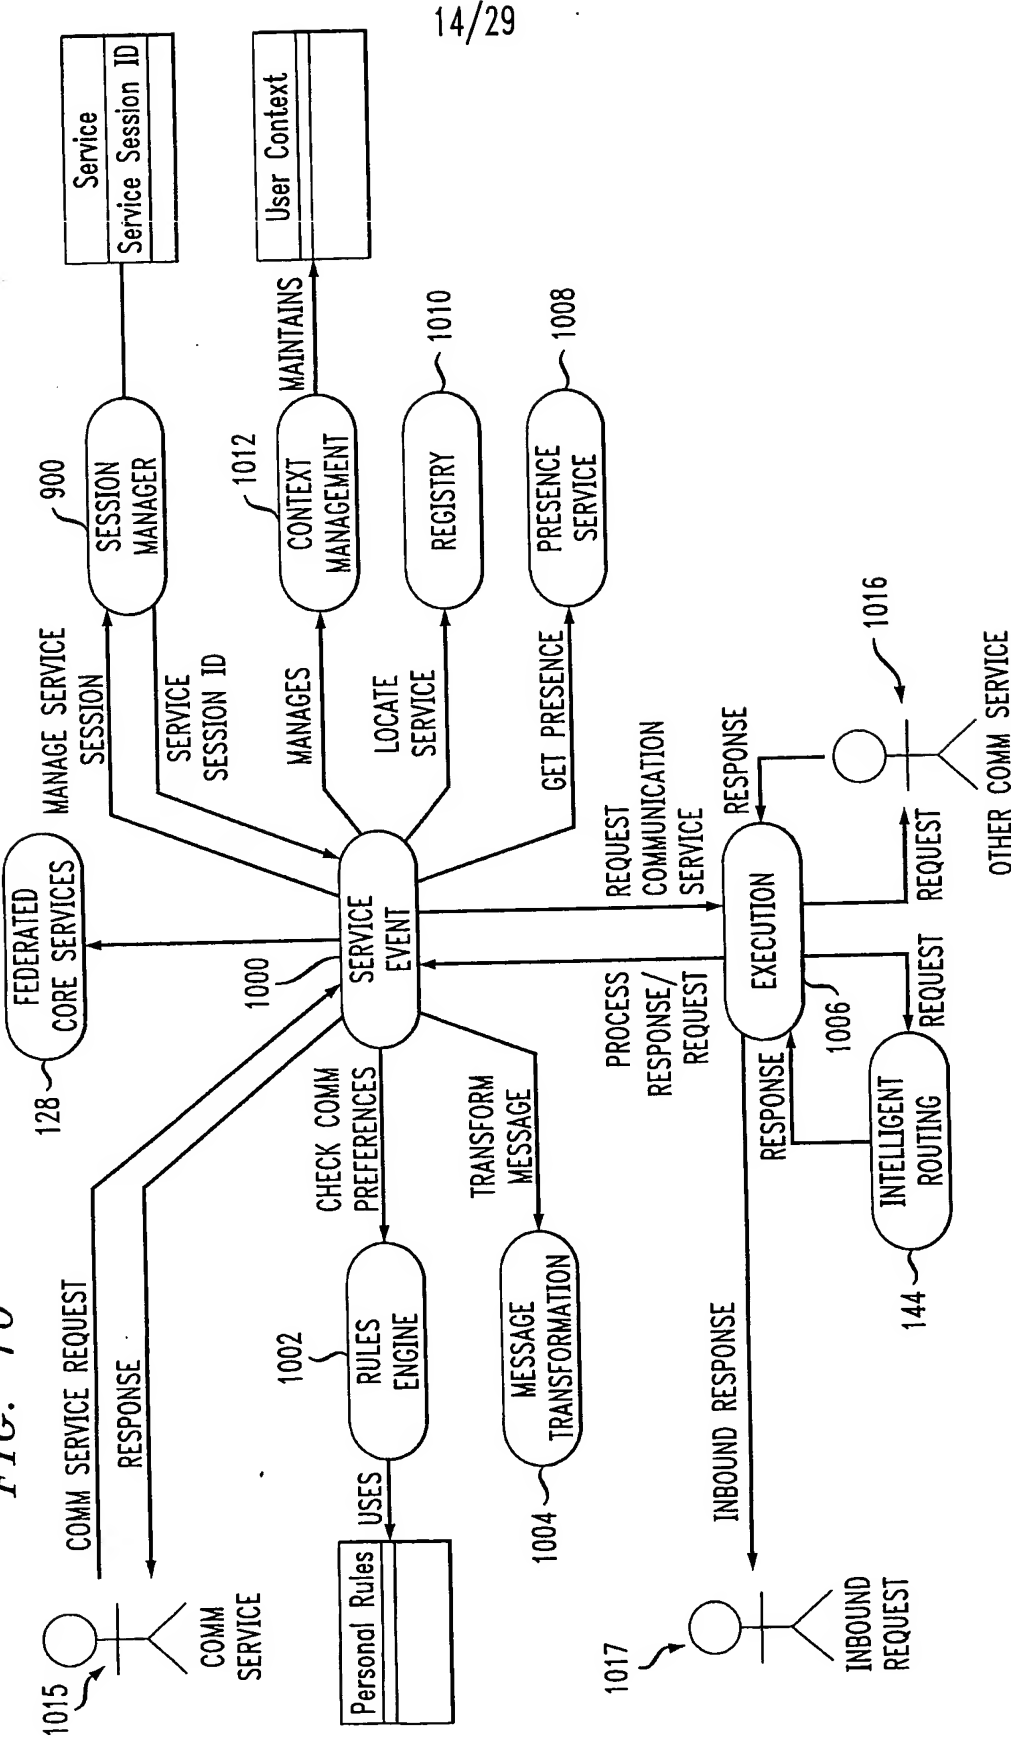 14/29
FIG. 10
1015
COMM
SERVICE
COMM SERVICE REQUEST
RESPONSE
128
FEDERATED
CORE SERVICES
MANAGE SERVICE
SESSION
SERVICE
SESSION ID
900
SESSION
MANAGER
Service
Service Session ID
1000
SERVICE
EVENT
MANAGES
1012
CONTEXT
MANAGEMENT
MAINTAINS
User Context
LOCATE
SERVICE
REGISTRY
1010
GET PRESENCE
PRESENCE
SERVICE
1008
CHECK COMM
PREFERENCES
1002
RULES
ENGINE
USES
Personal Rules
TRANSFORM
MESSAGE
MESSAGE
TRANSFORMATION
1004
PROCESS
RESPONSE/
REQUEST
REQUEST
COMMUNICATION
SERVICE
EXECUTION
1006
RESPONSE
REQUEST
1016
OTHER COMM SERVICE
RESPONSE
REQUEST
INTELLIGENT
ROUTING
144
INBOUND RESPONSE
1017
INBOUND
REQUEST